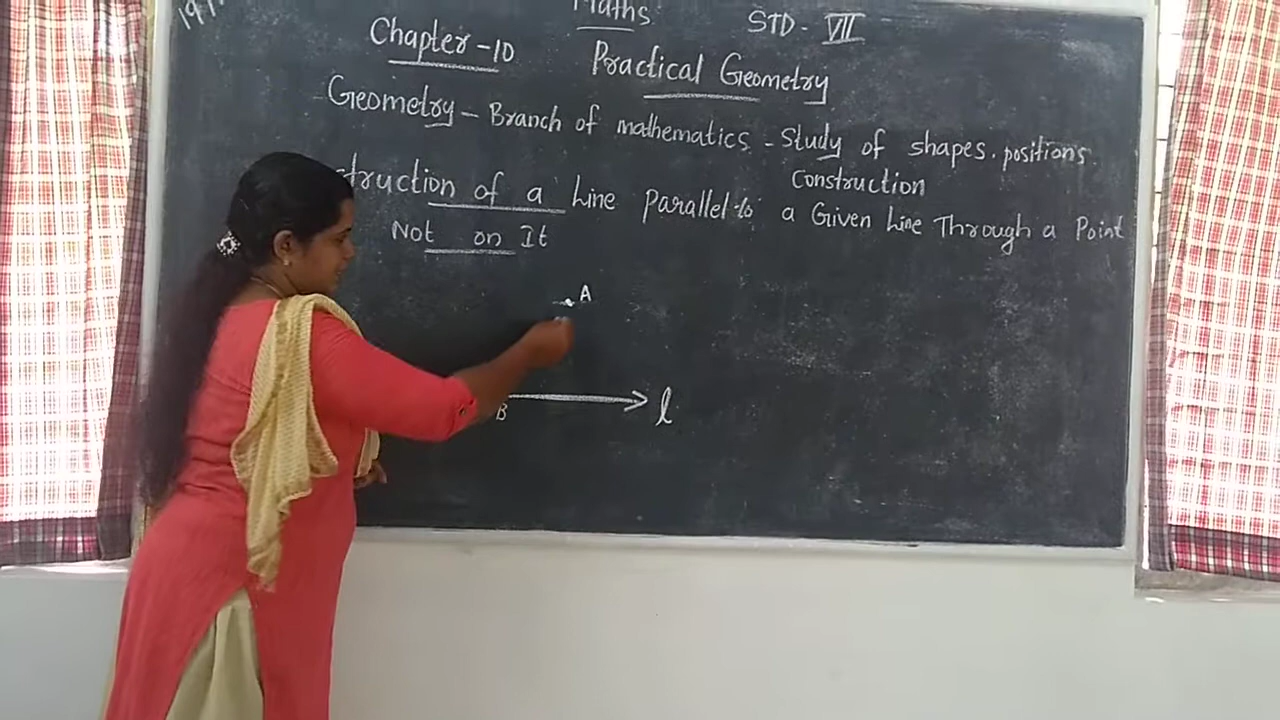 Maths STD - VII
Chapter - 10 Practical Geometry
Geometry - Branch of mathematics - Study of shapes. positions.
Construction
struction of a Line Parallel to a Given Line Through a Point
Not on It
A
B
l